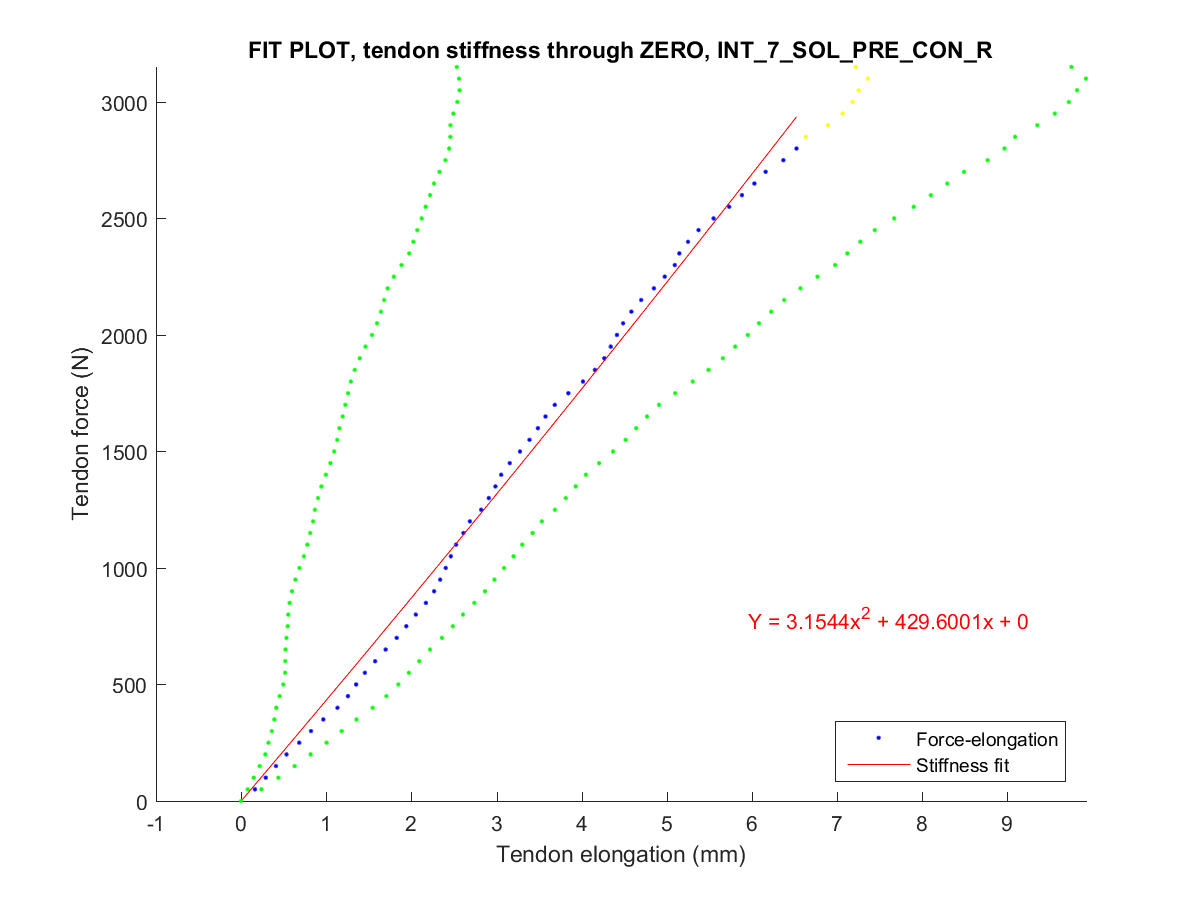 FIT PLOT, tendon stiffness through ZERO, INT_7_SOL_PRE_CON_R
3000
2500
2000
1500
1000
500
0
Tendon force (N)
Y = 3.1544x² + 429.6001x + 0
Force-elongation
Stiffness fit
-1 0 1 2 3 4 5 6 7 8 9
Tendon elongation (mm)